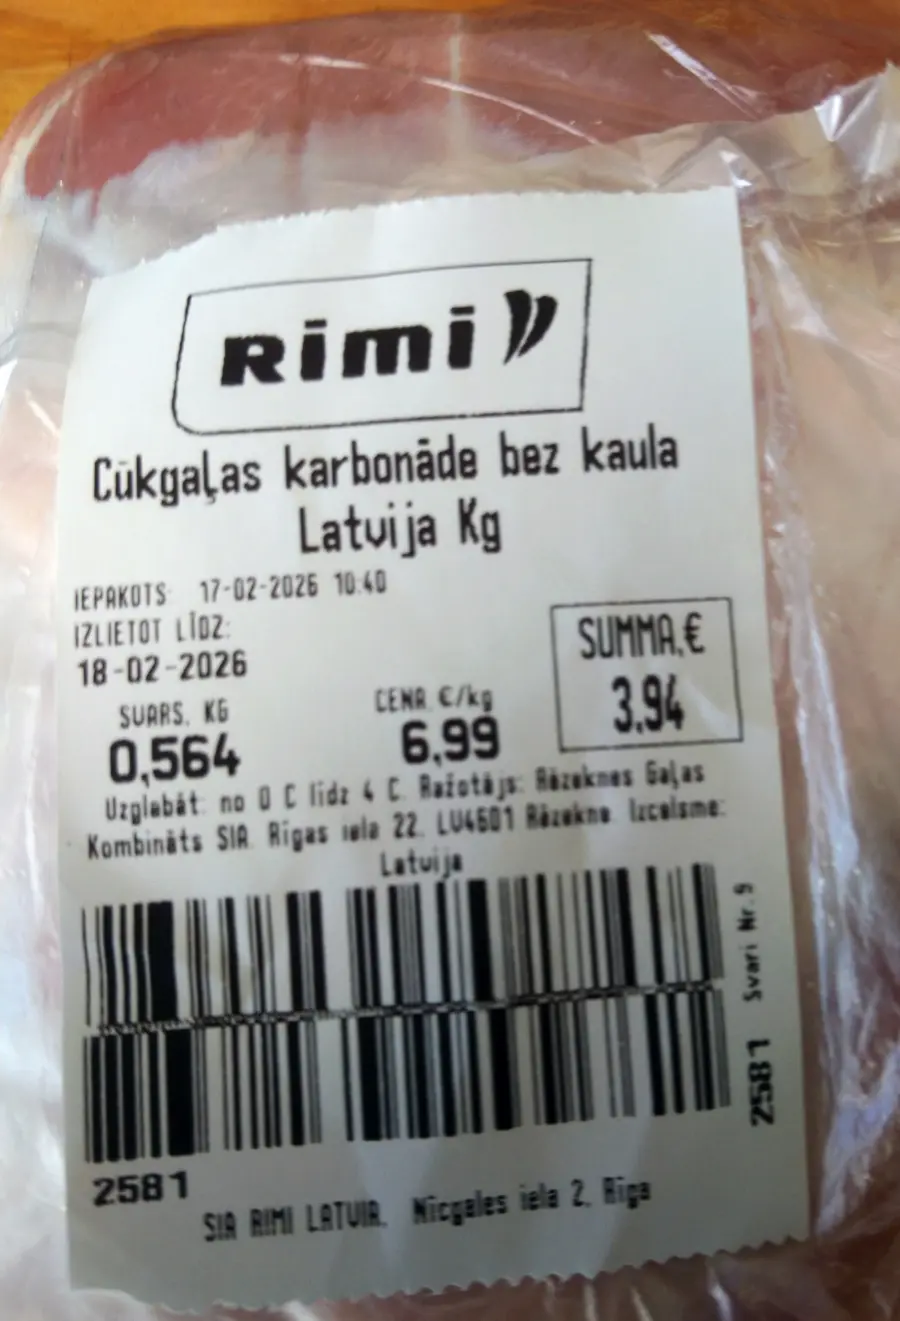 Rimi
Cūkgaļas karbonāde bez kaula
Latvija Kg
IEPAKOTS: 17-02-2026 10:40
IZLIETOT LĪDZ:
18-02-2026
SUMMA,€
3,94
SVARS, KG
CENA €/kg
0,564
6,99
Uzglabāt: no 0 C līdz 4 C. Ražotājs: Rēzeknes Gaļas
Kombināts SIA. Rīgas iela 22. LV4601 Rēzekne. Izcelsme:
Latvija
Svari Nr.9
2581
2581
SIA RIMI LATVIA, Nīcgales iela 2, Rīga